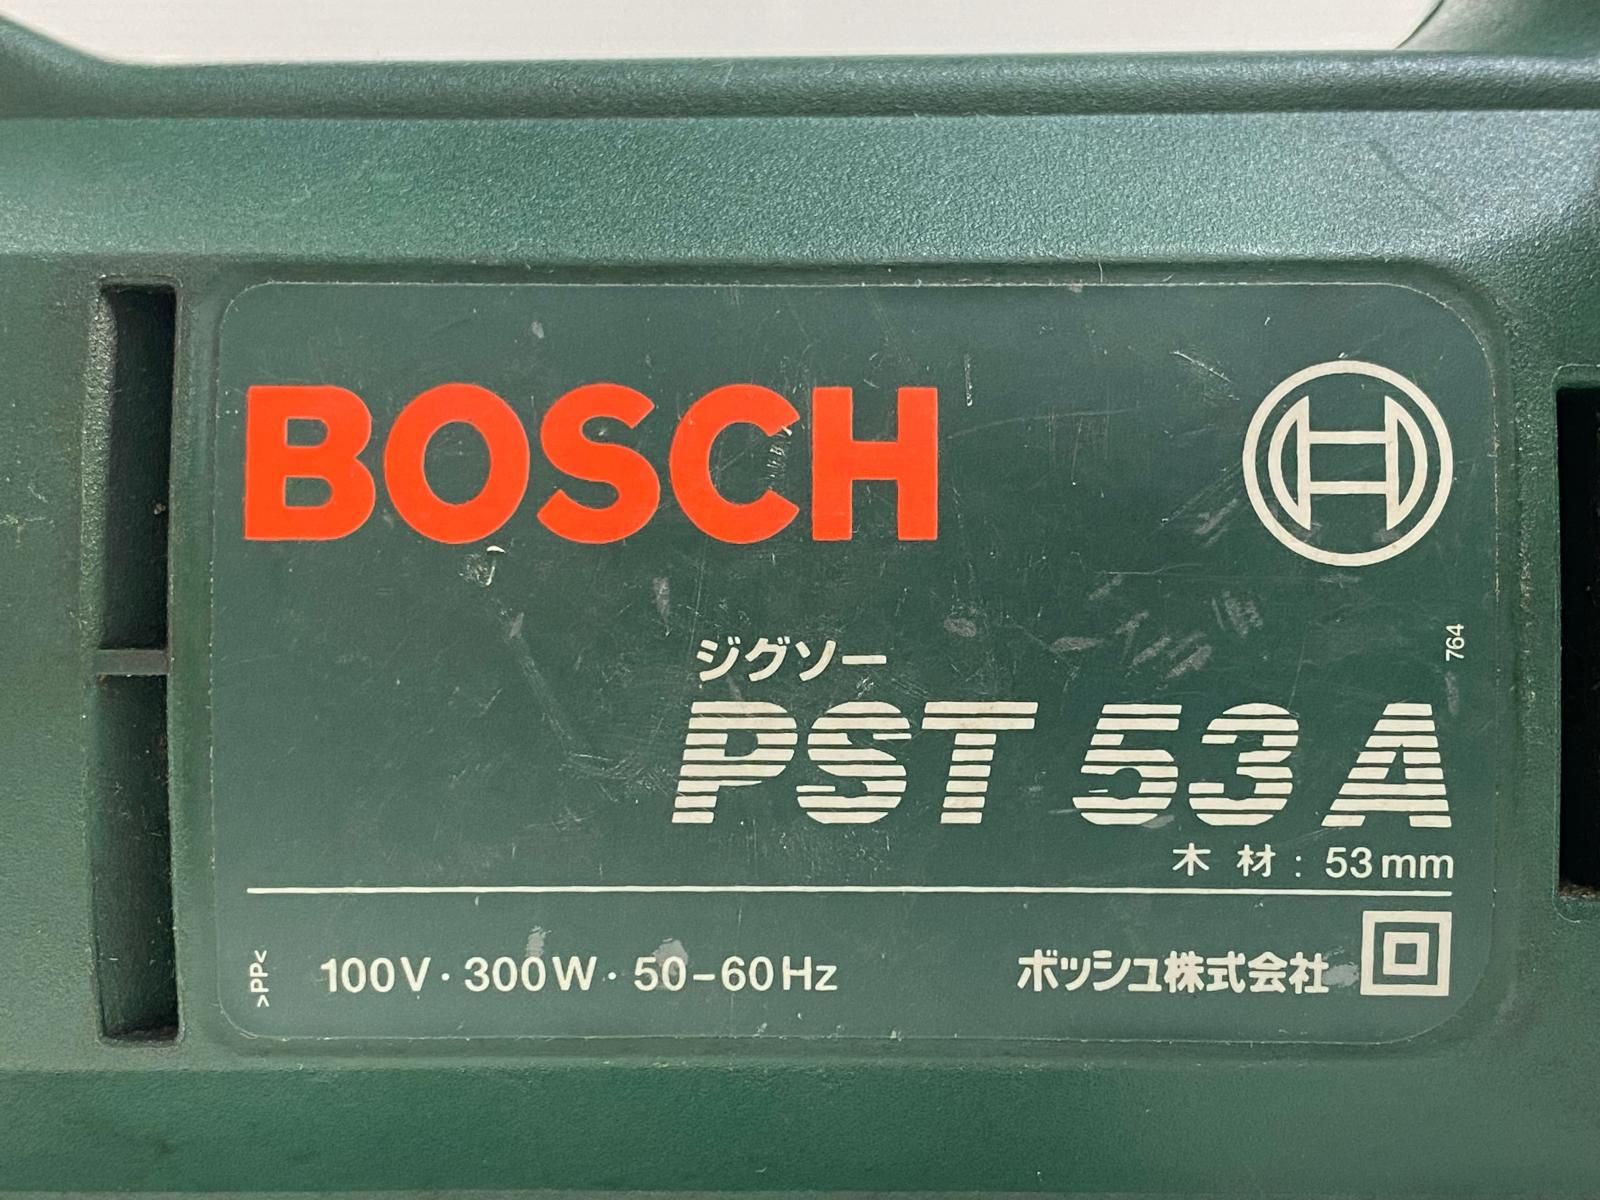 BOSCH
ジグソー
764
PST 53 A
木材: 53mm
>PP<
100V・300W・50-60Hz
ボッシュ株式会社